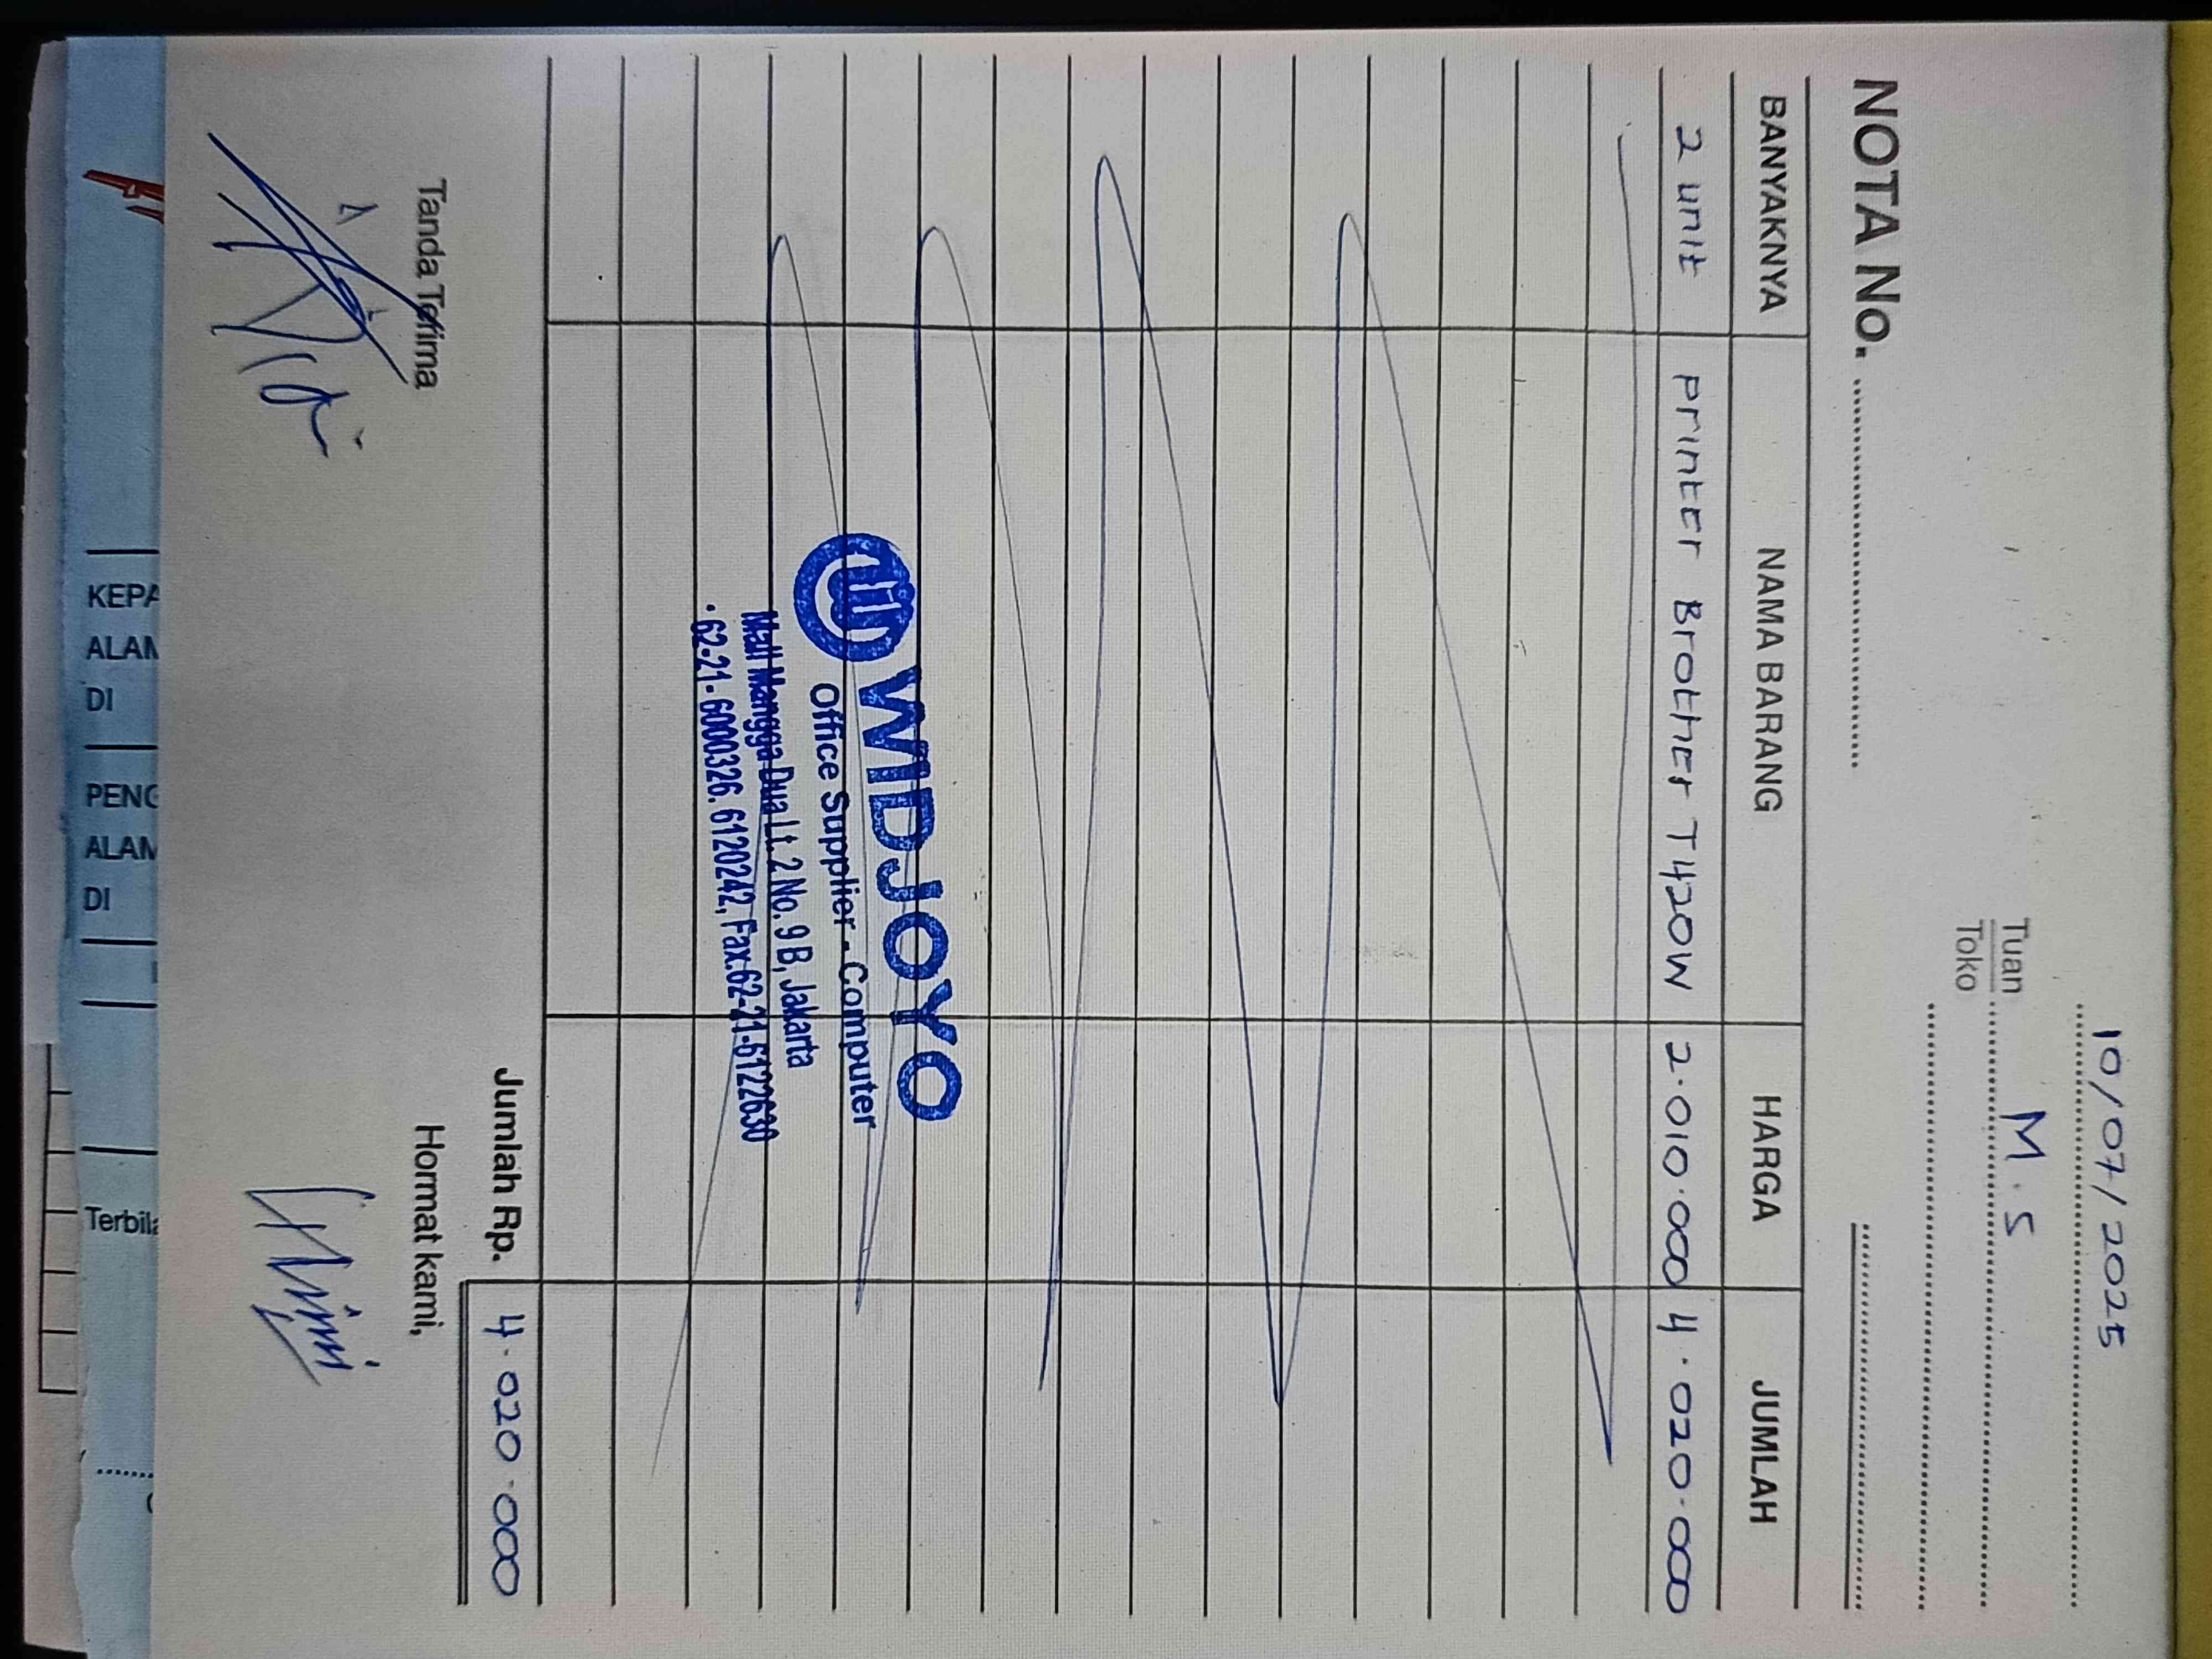 10/07/2025
Tuan M.S
Toko
NOTA No.
BANYAKNYA NAMA BARANG HARGA JUMLAH
2 unit printer Brother T420W 2.010.000 4.020.000
WIDJOYO
Office Supplier - Computer
Mall Mangga Dua Lt. 2 No. 9 B, Jakarta
62-21-6000326. 6120242, Fax.62-21-6122630
Jumlah Rp. 4.020.000
Tanda Terima Hormat kami,
KEPA
ALAM
DI
PENG
ALAM
DI
Terbila